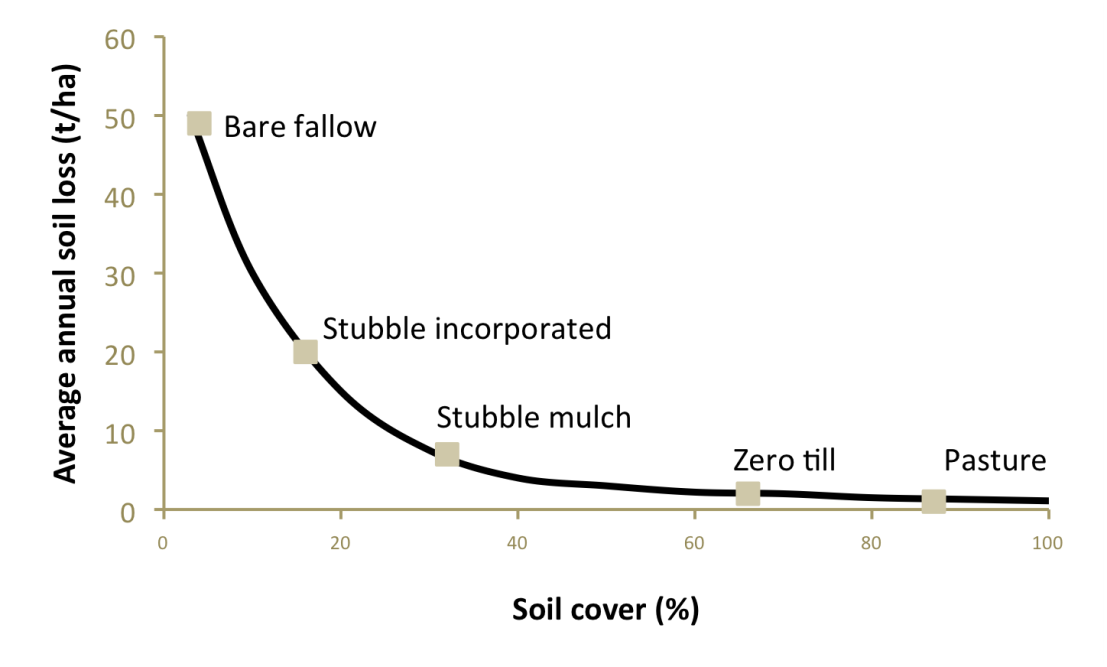 60
50
40
30
20
10
0
Average annual soil loss (t/ha)
Bare fallow
Stubble incorporated
Stubble mulch
Zero till
Pasture
0 20 40 60 80 100
Soil cover (%)